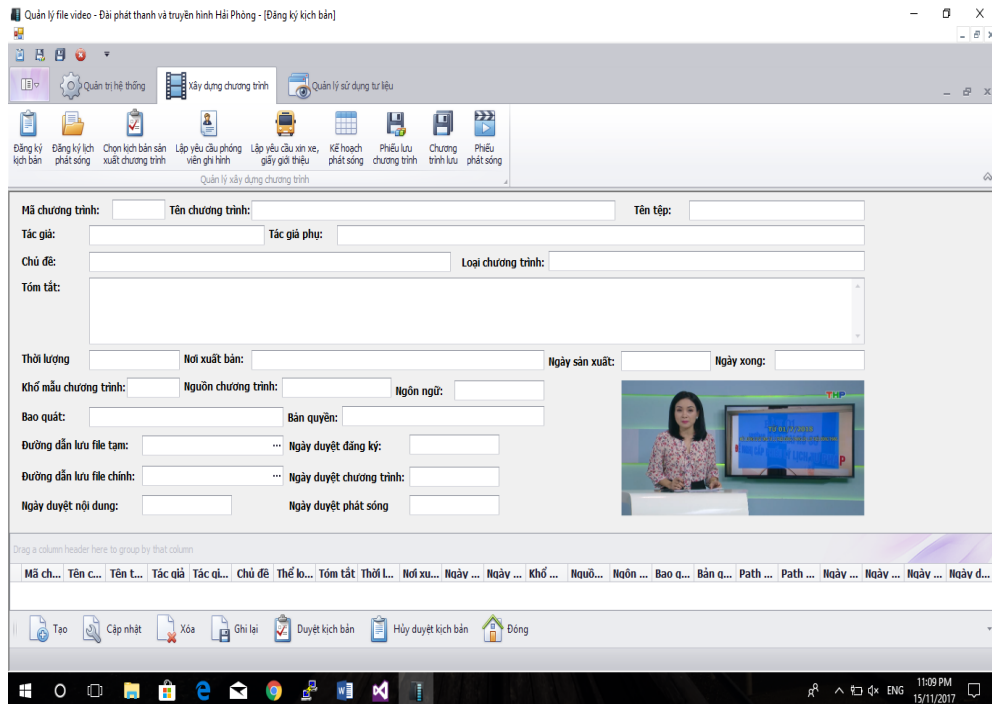 Quản lý file video - Đài phát thanh và truyền hình Hải Phòng - [Đăng ký kịch bản]
Quản trị hệ thống Xây dựng chương trình Quản lý sử dụng tư liệu
Đăng ký kịch bản Đăng ký lịch phát sóng Chọn kịch bản sản xuất chương trình Lập yêu cầu phóng viên ghi hình Lập yêu cầu xin xe, giấy giới thiệu Kế hoạch phát sóng Phiếu lưu chương trình Chương trình lưu Phiếu phát sóng
Quản lý xây dựng chương trình
Mã chương trình: Tên chương trình: Tên tệp:
Tác giả: Tác giả phụ:
Chủ đề: Loại chương trình:
Tóm tắt:
Thời lượng Nơi xuất bản: Ngày sản xuất: Ngày xong:
Khổ mẫu chương trình: Nguồn chương trình: Ngôn ngữ:
THP
Bao quát: Bản quyền:
Đường dẫn lưu file tạm: ... Ngày duyệt đăng ký:
Đường dẫn lưu file chính: ... Ngày duyệt chương trình:
Ngày duyệt nội dung: Ngày duyệt phát sóng
Drag a column header here to group by that column
Mã ch... Tên c... Tên t... Tác giả Tác gi... Chủ đề Thể lo... Tóm tắt Thời l... Nơi xu... Ngày ... Ngày ... Khổ ... Nguồ... Ngôn ... Bao q... Bản q... Path ... Path ... Ngày ... Ngày ... Ngày ... Ngày d...
Tạo Cập nhật Xóa Ghi lại Duyệt kịch bản Hủy duyệt kịch bản Đóng
ENG 11:09 PM
15/11/2017